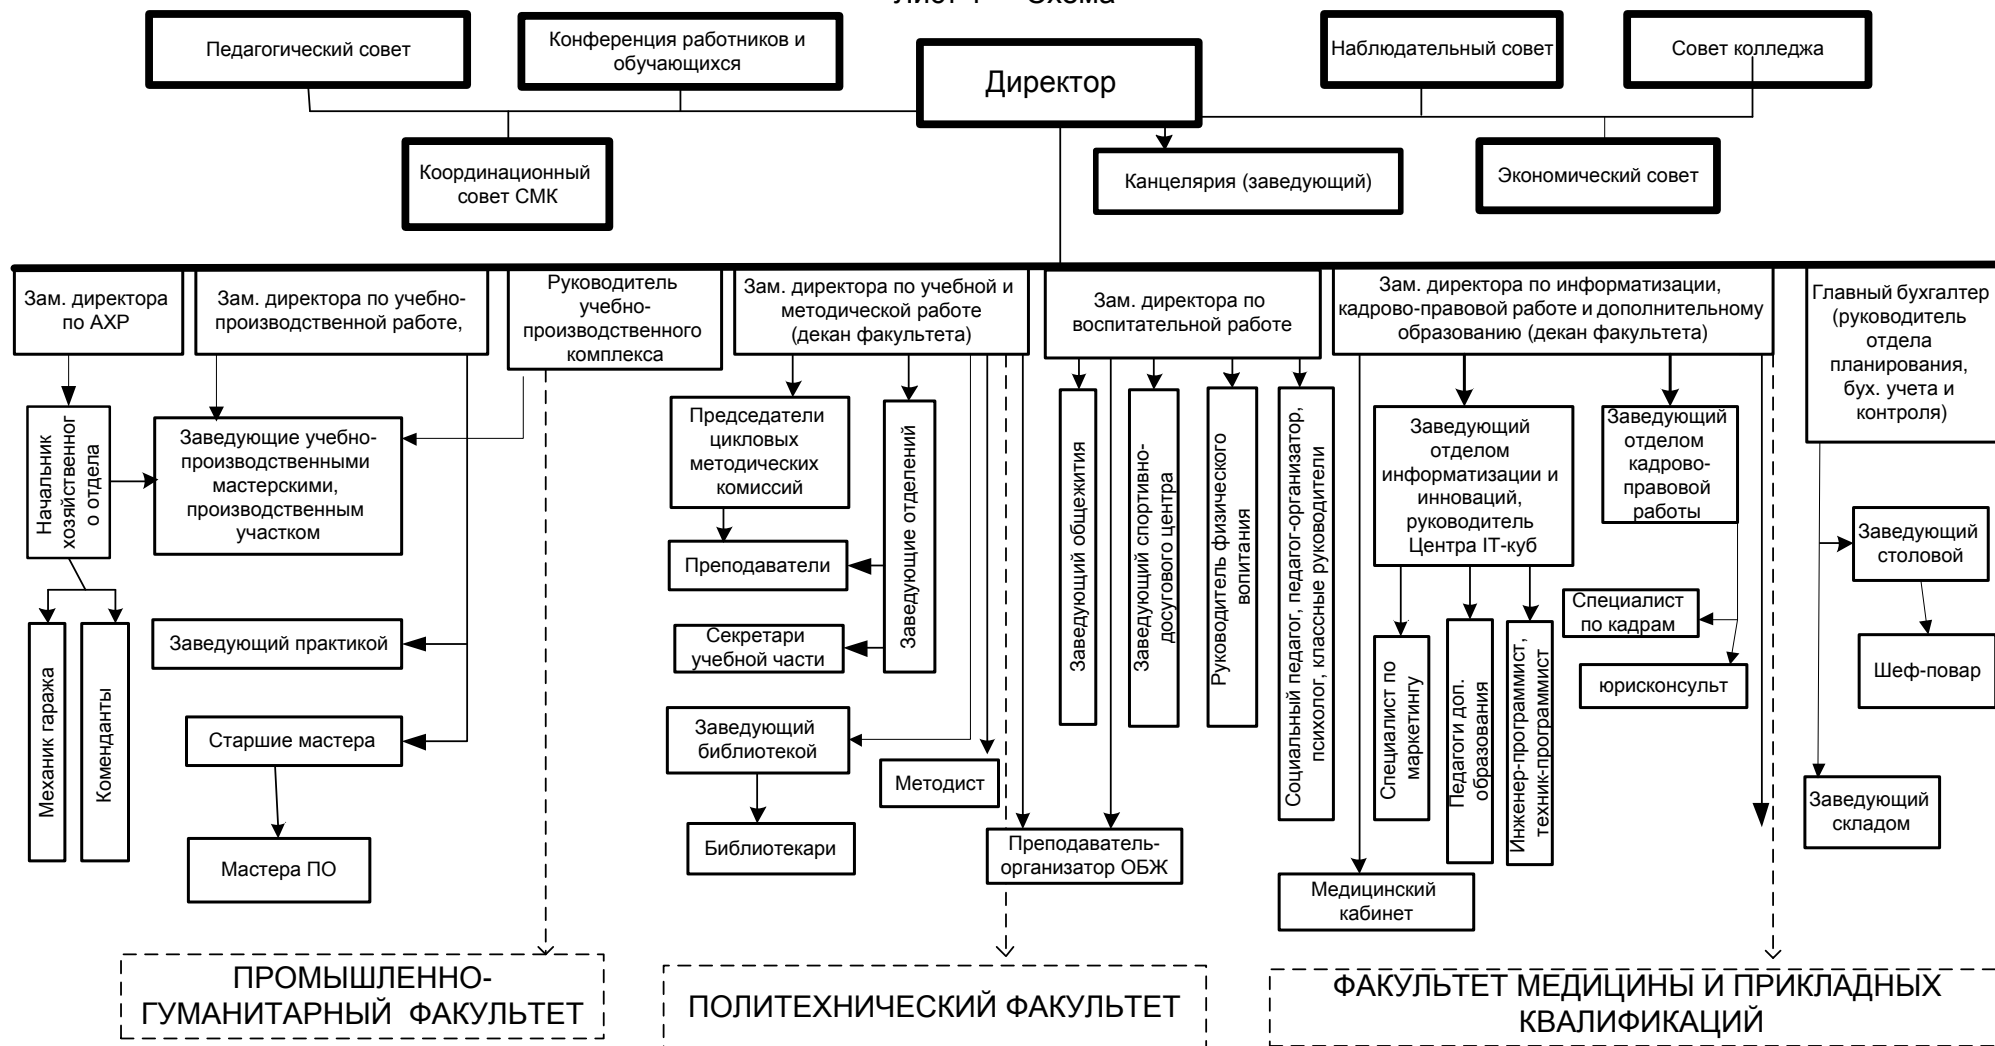 Педагогический совет
Конференция работников и
обучающихся
Директор
Наблюдательный совет
Совет колледжа
Координационный
совет СМК
Канцелярия (заведующий)
Экономический совет
Зам. директора
по АХР
Зам. директора по учебно-
производственной работе,
Руководитель
учебно-
производственного
комплекса
Зам. директора по учебной и
методической работе
(декан факультета)
Зам. директора по
воспитательной работе
Зам. директора по информатизации,
кадрово-правовой работе и дополнительному
образованию (декан факультета)
Главный бухгалтер
(руководитель
отдела
планирования,
бух. учета и
контроля)
Начальник
хозяйственног
о отдела
Заведующие учебно-
производственными
мастерскими,
производственным
участком
Председатели
цикловых
методических
комиссий
Заведующие отделений
Заведующий общежития
Заведующий спортивно-
досугового центра
Руководитель физического
вопитания
Социальный педагог, педагог-организатор,
психолог, классные руководители
Заведующий
отделом
информатизации и
инноваций,
руководитель
Центра IT-куб
Заведующий
отделом
кадрово-
правовой
работы
Заведующий
столовой
Преподаватели
Механик гаража
Коменданты
Заведующий практикой
Секретари
учебной части
Специалист по
маркетингу
Педагоги доп.
образования
Инженер-программист,
техник-программист
Специалист
по кадрам
юрисконсульт
Шеф-повар
Старшие мастера
Заведующий
библиотекой
Методист
Заведующий
складом
Мастера ПО
Библиотекари
Преподаватель-
организатор ОБЖ
Медицинский
кабинет
ПРОМЫШЛЕННО-
ГУМАНИТАРНЫЙ ФАКУЛЬТЕТ
ПОЛИТЕХНИЧЕСКИЙ ФАКУЛЬТЕТ
ФАКУЛЬТЕТ МЕДИЦИНЫ И ПРИКЛАДНЫХ
КВАЛИФИКАЦИЙ